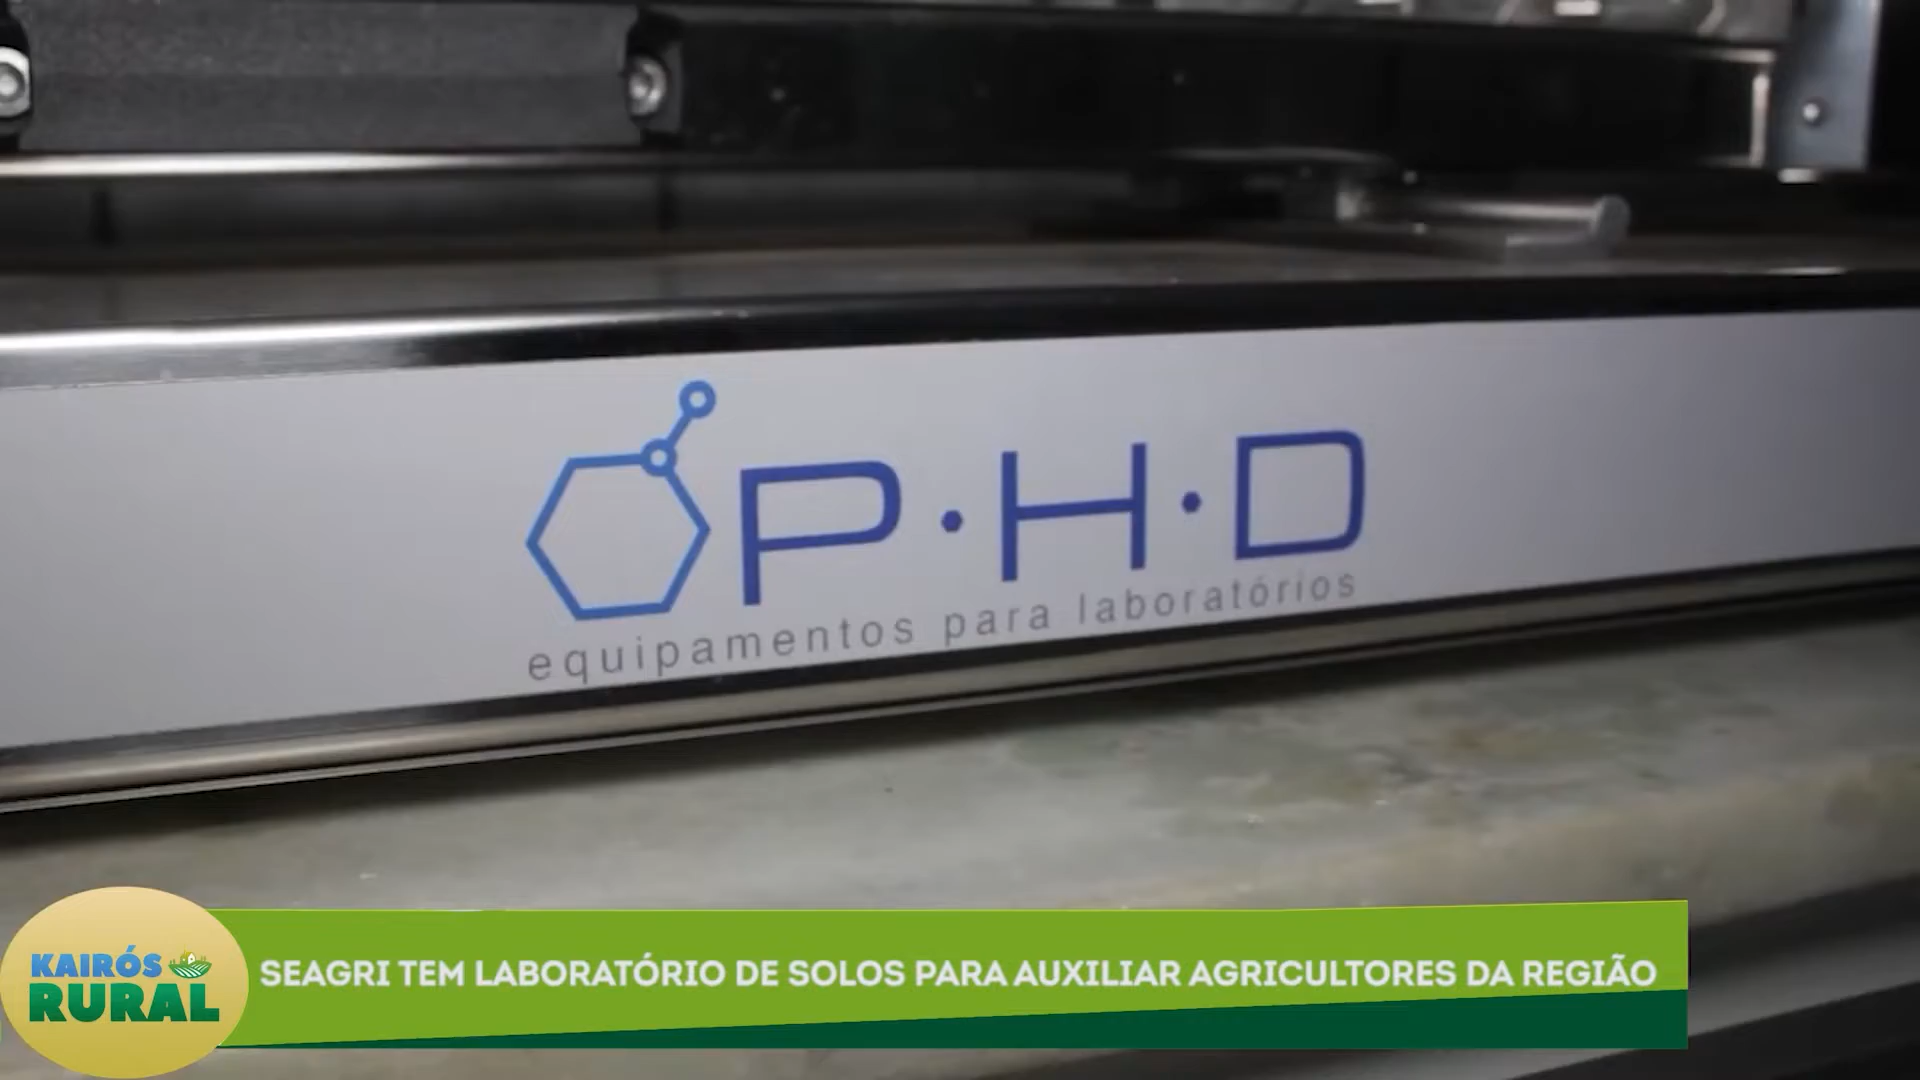 P·H·D
equipamentos para laboratórios
KAIRÓS
RURAL
SEAGRI TEM LABORATÓRIO DE SOLOS PARA AUXILIAR AGRICULTORES DA REGIÃO